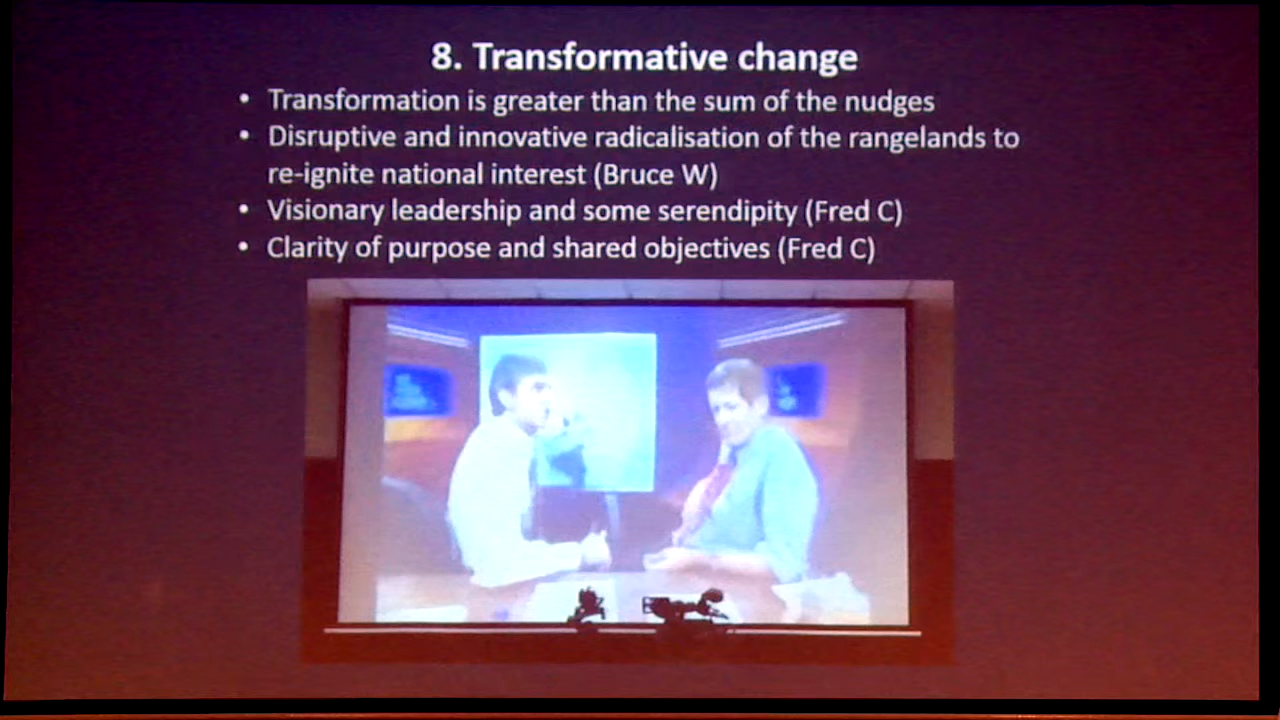 8. Transformative change
• Transformation is greater than the sum of the nudges
• Disruptive and innovative radicalisation of the rangelands to
re-ignite national interest (Bruce W)
• Visionary leadership and some serendipity (Fred C)
• Clarity of purpose and shared objectives (Fred C)